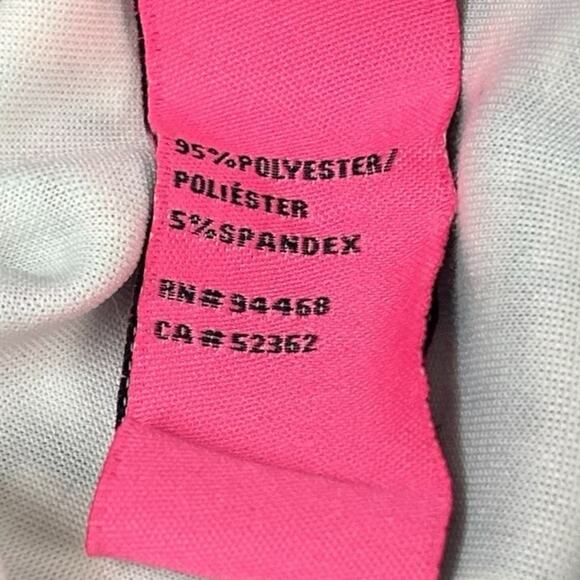 95%POLYESTER/
POLIÉSTER
5%SPANDEX
RN#94468
CA#52362